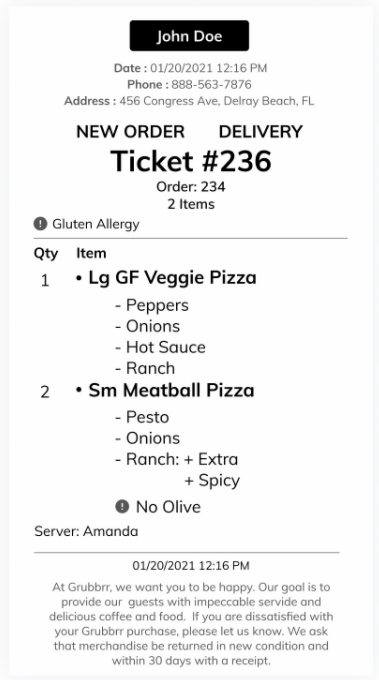 John Doe
Date : 01/20/2021 12:16 PM
Phone : 888-563-7876
Address : 456 Congress Ave, Delray Beach, FL
NEW ORDER DELIVERY
Ticket #236
Order: 234
2 Items
! Gluten Allergy
Qty Item
1 • Lg GF Veggie Pizza
- Peppers
- Onions
- Hot Sauce
- Ranch
2 • Sm Meatball Pizza
- Pesto
- Onions
- Ranch: + Extra
+ Spicy
! No Olive
Server: Amanda
01/20/2021 12:16 PM
At Grubbrr, we want you to be happy. Our goal is to
provide our guests with impeccable servide and
delicious coffee and food. If you are dissatisfied with
your Grubbrr purchase, please let us know. We ask
that merchandise be returned in new condition and
within 30 days with a receipt.